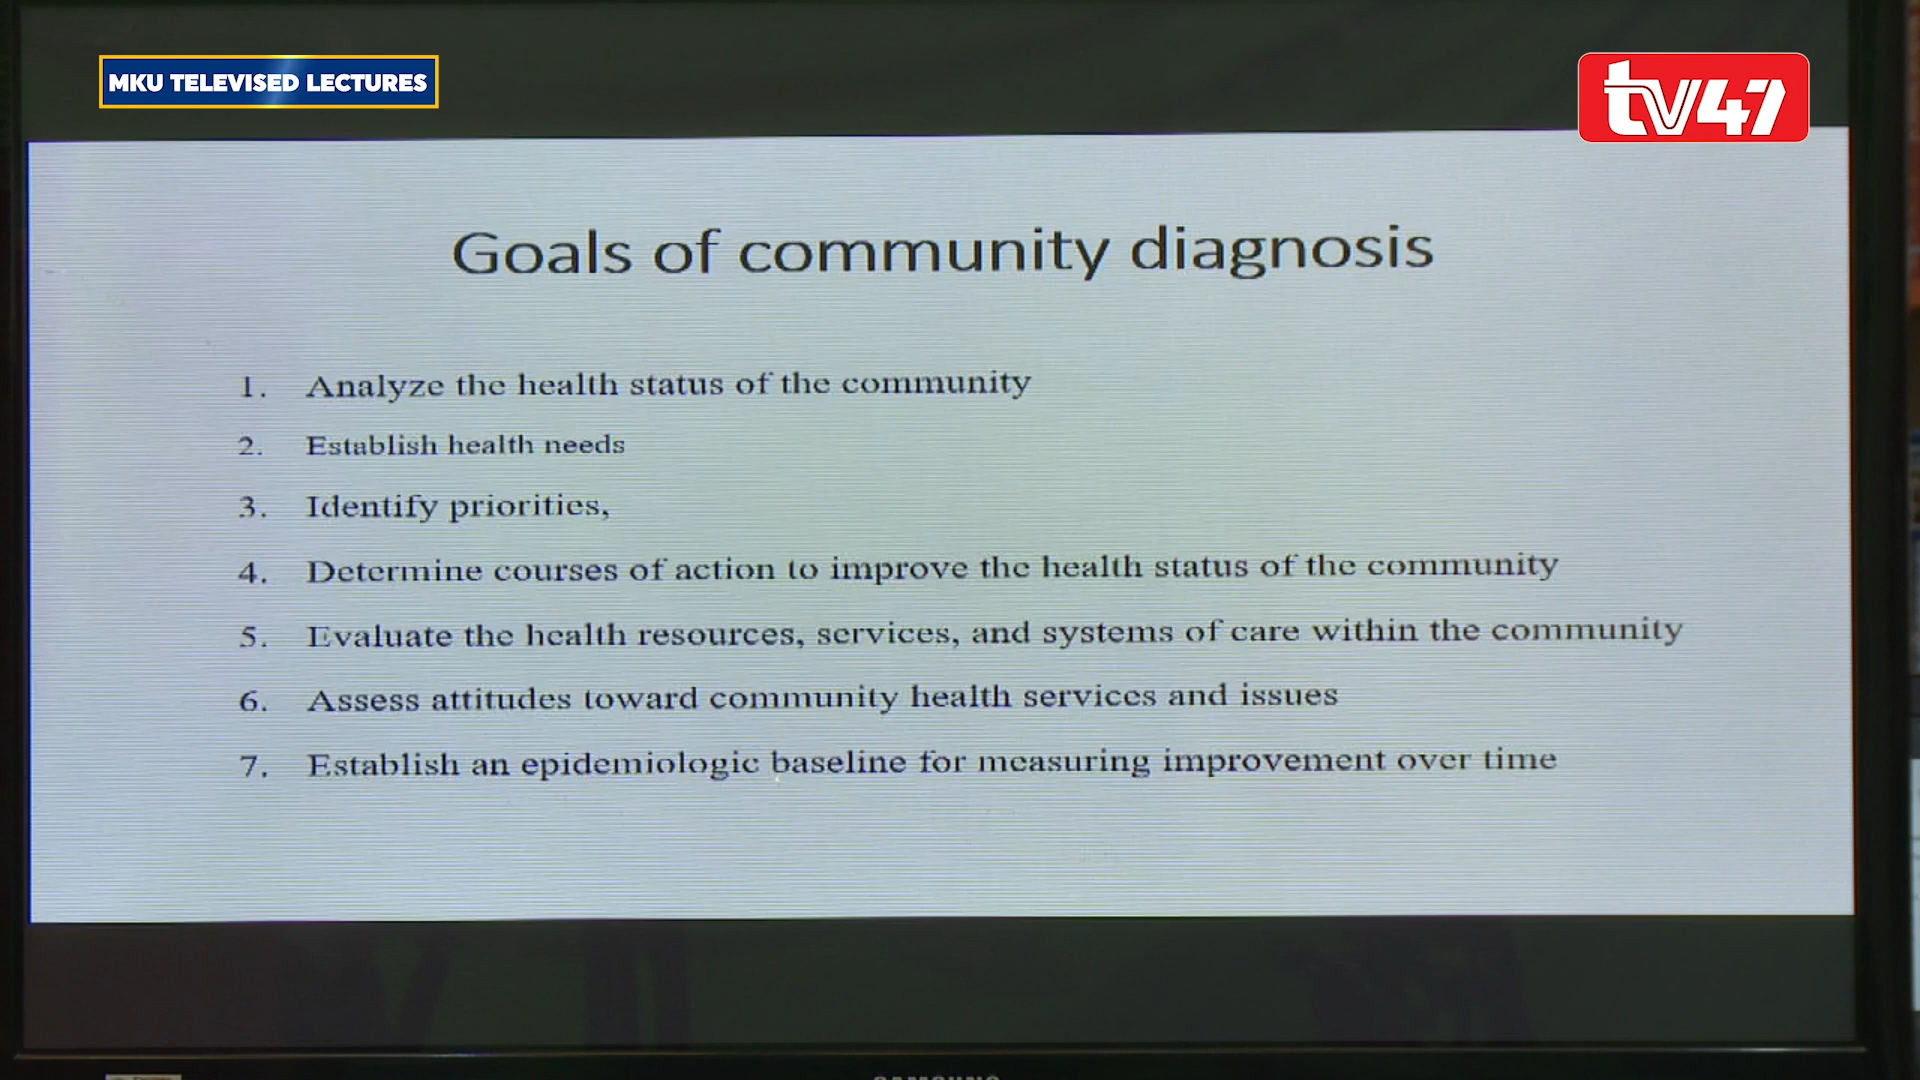 MKU TELEVISED LECTURES
tv47
Goals of community diagnosis
1. Analyze the health status of the community
2. Establish health needs
3. Identify priorities,
4. Determine courses of action to improve the health status of the community
5. Evaluate the health resources, services, and systems of care within the community
6. Assess attitudes toward community health services and issues
7. Establish an epidemiologic baseline for measuring improvement over time
SAMSUNG